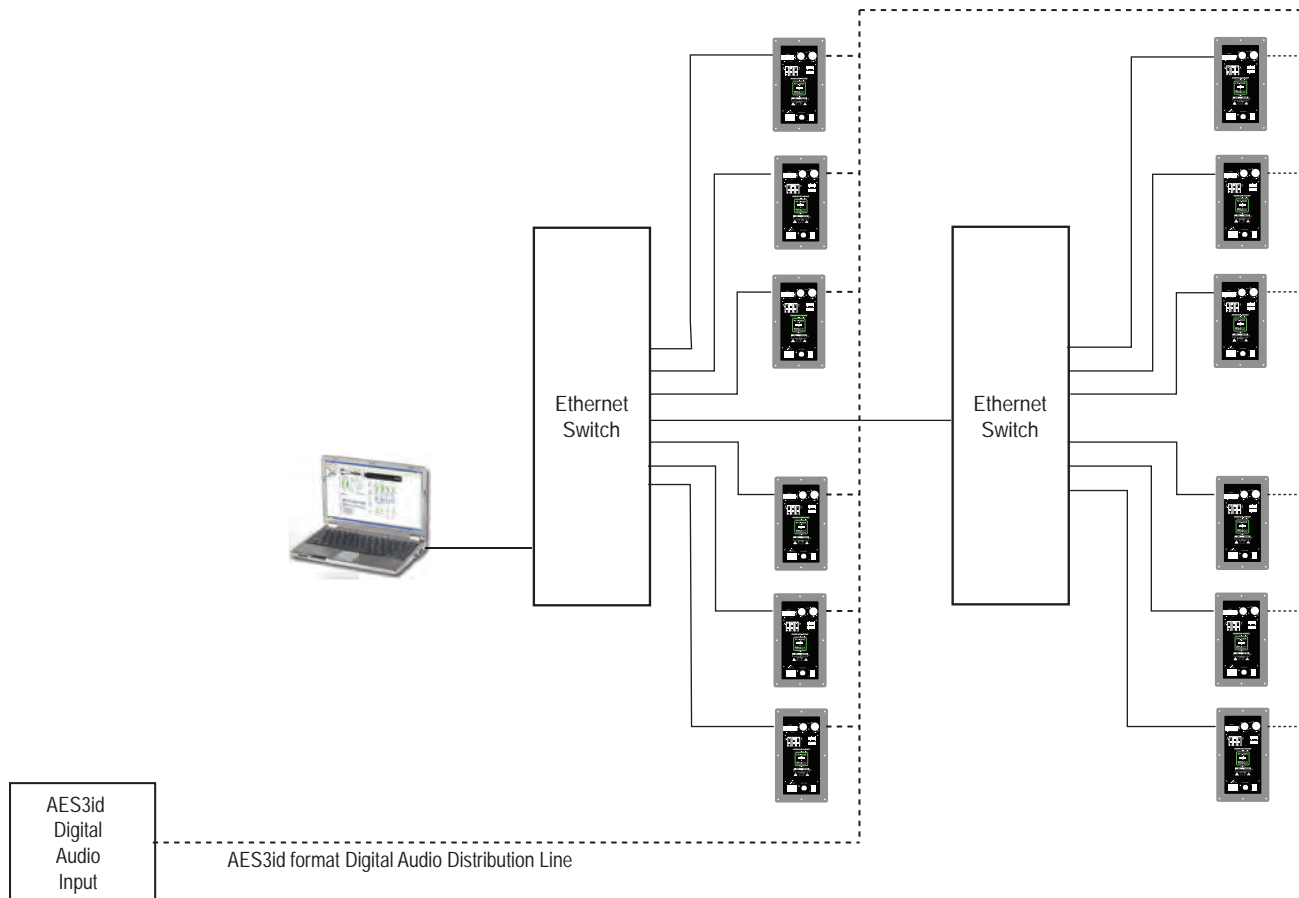 Ethernet
Switch
Ethernet
Switch
AES3id
Digital
Audio
Input
AES3id format Digital Audio Distribution Line